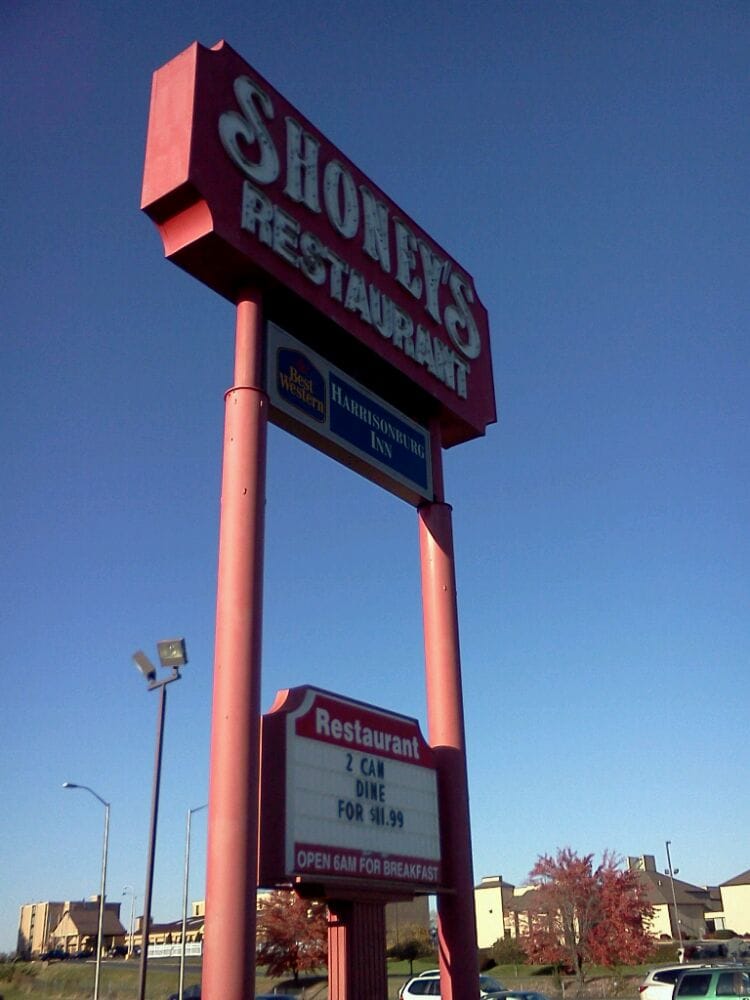 SHONEY'S
RESTAURANT
Best
Western
HARRISONBURG
INN
Restaurant
2 CAN
DINE
FOR $11.99
OPEN 6AM FOR BREAKFAST